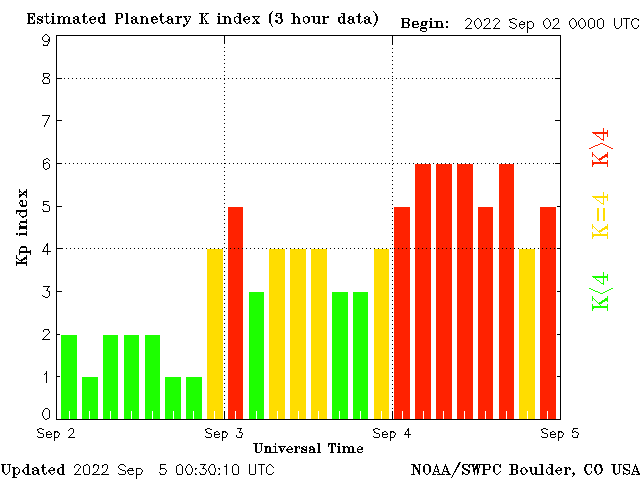 Estimated Planetary K index (3 hour data)
Begin: 2022 Sep 02 0000 UTC
9
8
7
6
5
4
3
2
1
0
Kp index
K>4
K=4
K<4
Sep 2 Sep 3 Sep 4 Sep 5
Universal Time
Updated 2022 Sep 5 00:30:10 UTC
NOAA/SWPC Boulder, CO USA